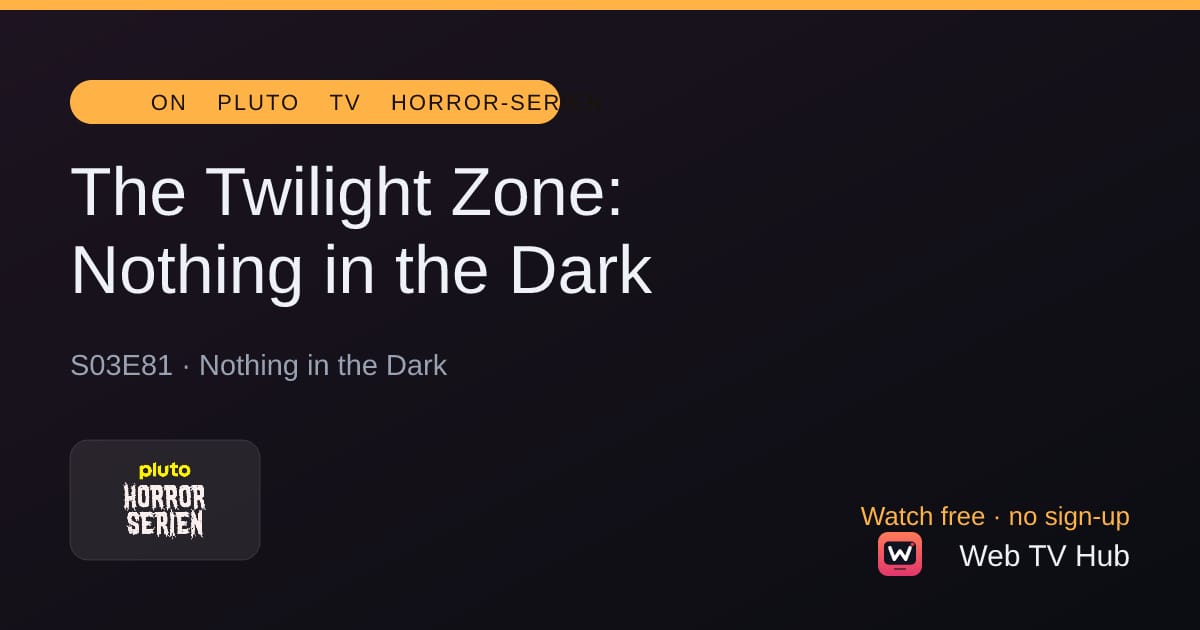 ON PLUTO TV HORROR-SERIEN
The Twilight Zone:
Nothing in the Dark
S03E81 · Nothing in the Dark
pluto
HORROR
SERIEN
Watch free · no sign-up
W
Web TV Hub